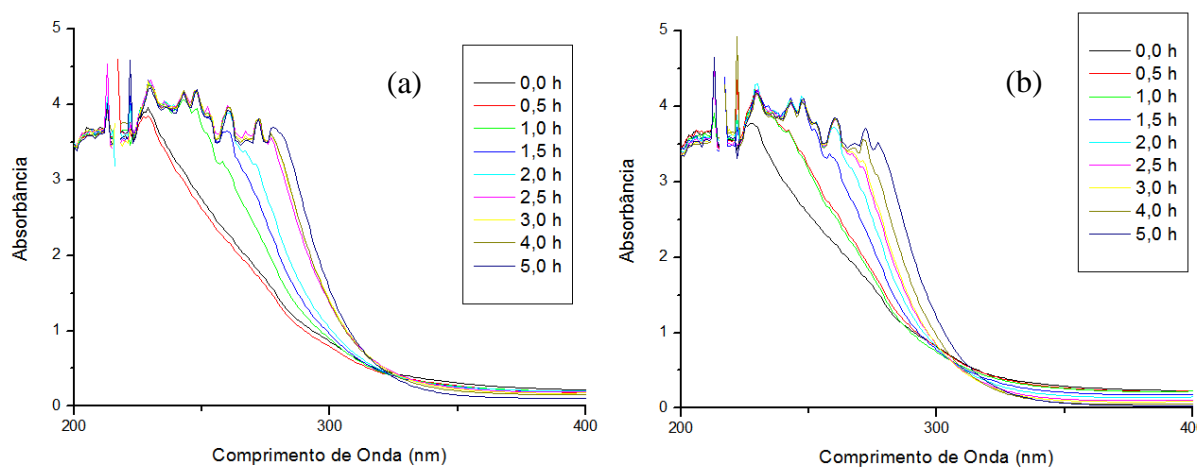 (a)
5
4
3
2
1
0
Absorbância
200
300
400
Comprimento de Onda (nm)
0,0 h
0,5 h
1,0 h
1,5 h
2,0 h
2,5 h
3,0 h
4,0 h
5,0 h
(b)
5
4
3
2
1
0
Absorbância
200
300
400
Comprimento de Onda (nm)
0,0 h
0,5 h
1,0 h
1,5 h
2,0 h
2,5 h
3,0 h
4,0 h
5,0 h